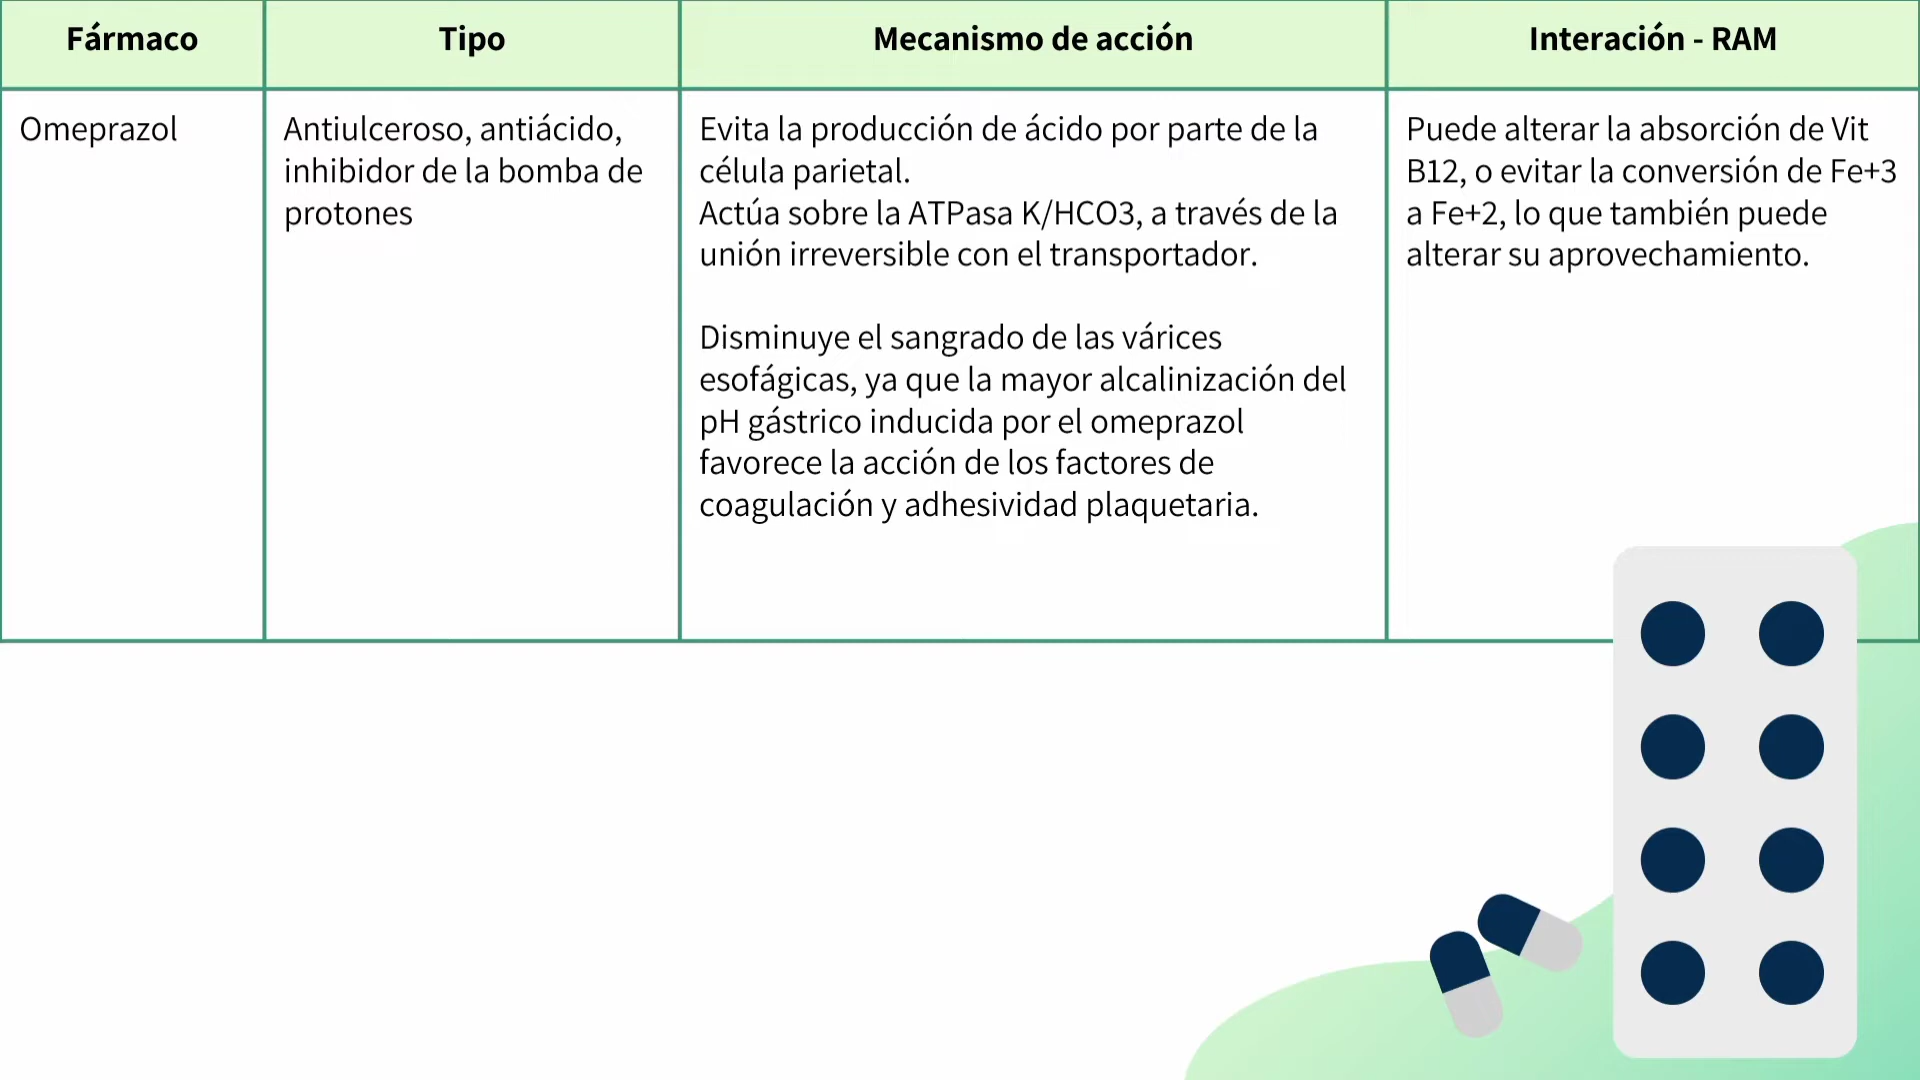 Fármaco
Tipo
Mecanismo de acción
Interación - RAM
Omeprazol
Antiulceroso, antiácido,
inhibidor de la bomba de
protones
Evita la producción de ácido por parte de la
célula parietal.
Actúa sobre la ATPasa K/HCO3, a través de la
unión irreversible con el transportador.
Disminuye el sangrado de las várices
esofágicas, ya que la mayor alcalinización del
pH gástrico inducida por el omeprazol
favorece la acción de los factores de
coagulación y adhesividad plaquetaria.
Puede alterar la absorción de Vit
B12, o evitar la conversión de Fe+3
a Fe+2, lo que también puede
alterar su aprovechamiento.